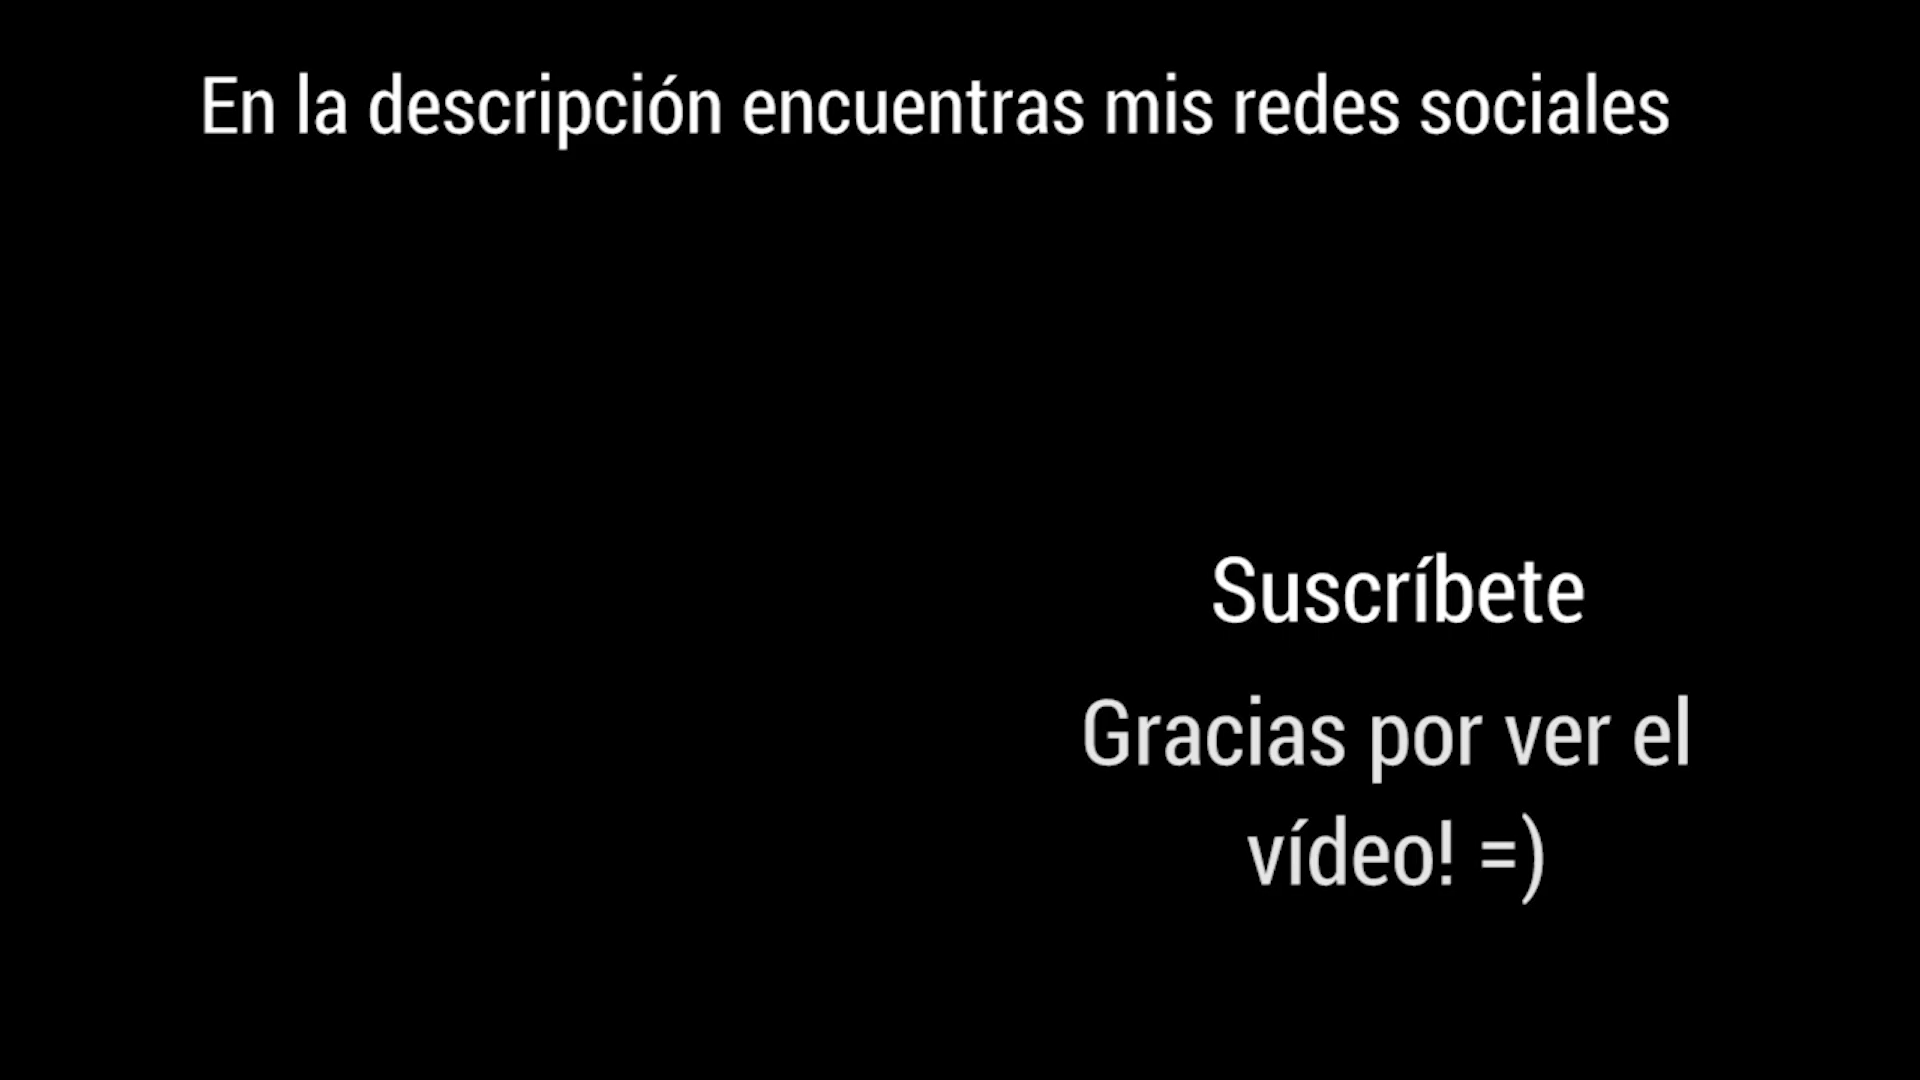 En la descripción encuentras mis redes sociales
Suscríbete
Gracias por ver el
vídeo! =)